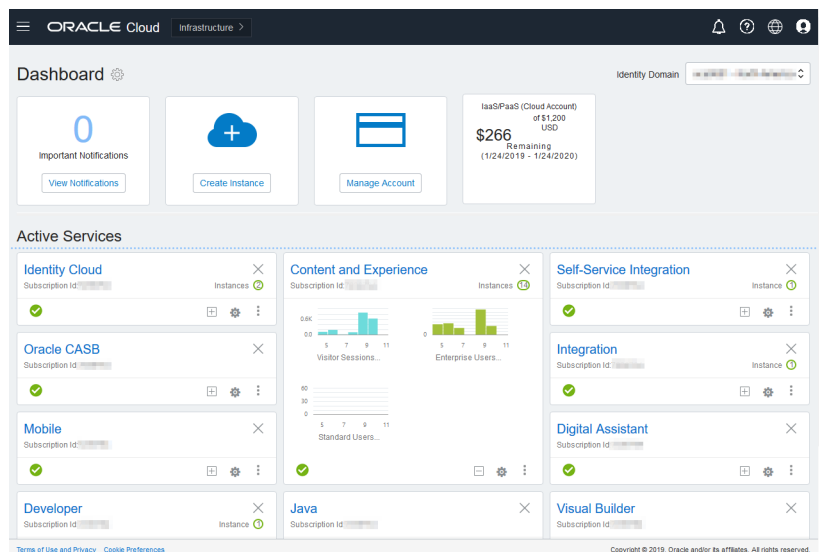 ORACLE Cloud Infrastructure >
Dashboard
Identity Domain
0
Important Notifications
View Notifications
Create Instance
Manage Account
IaaS/PaaS (Cloud Account)
$266 of $1,200 USD
Remaining
(1/24/2019 - 1/24/2020)
Active Services
Identity Cloud
Subscription Id:
Instances 2
Content and Experience
Subscription Id:
Instances 14
0.6K
0.0
5 7 9 11
Visitor Sessions...
0
5 7 9 11
Enterprise Users...
60
30
0
5 7 9 11
Standard Users...
Self-Service Integration
Subscription Id:
Instance 1
Oracle CASB
Subscription Id:
Integration
Subscription Id:
Instance 1
Mobile
Subscription Id:
Digital Assistant
Subscription Id:
Developer
Subscription Id:
Instance 1
Java
Subscription Id:
Visual Builder
Subscription Id:
Terms of Use and Privacy Cookie Preferences
Copyright © 2019, Oracle and/or its affiliates. All rights reserved.